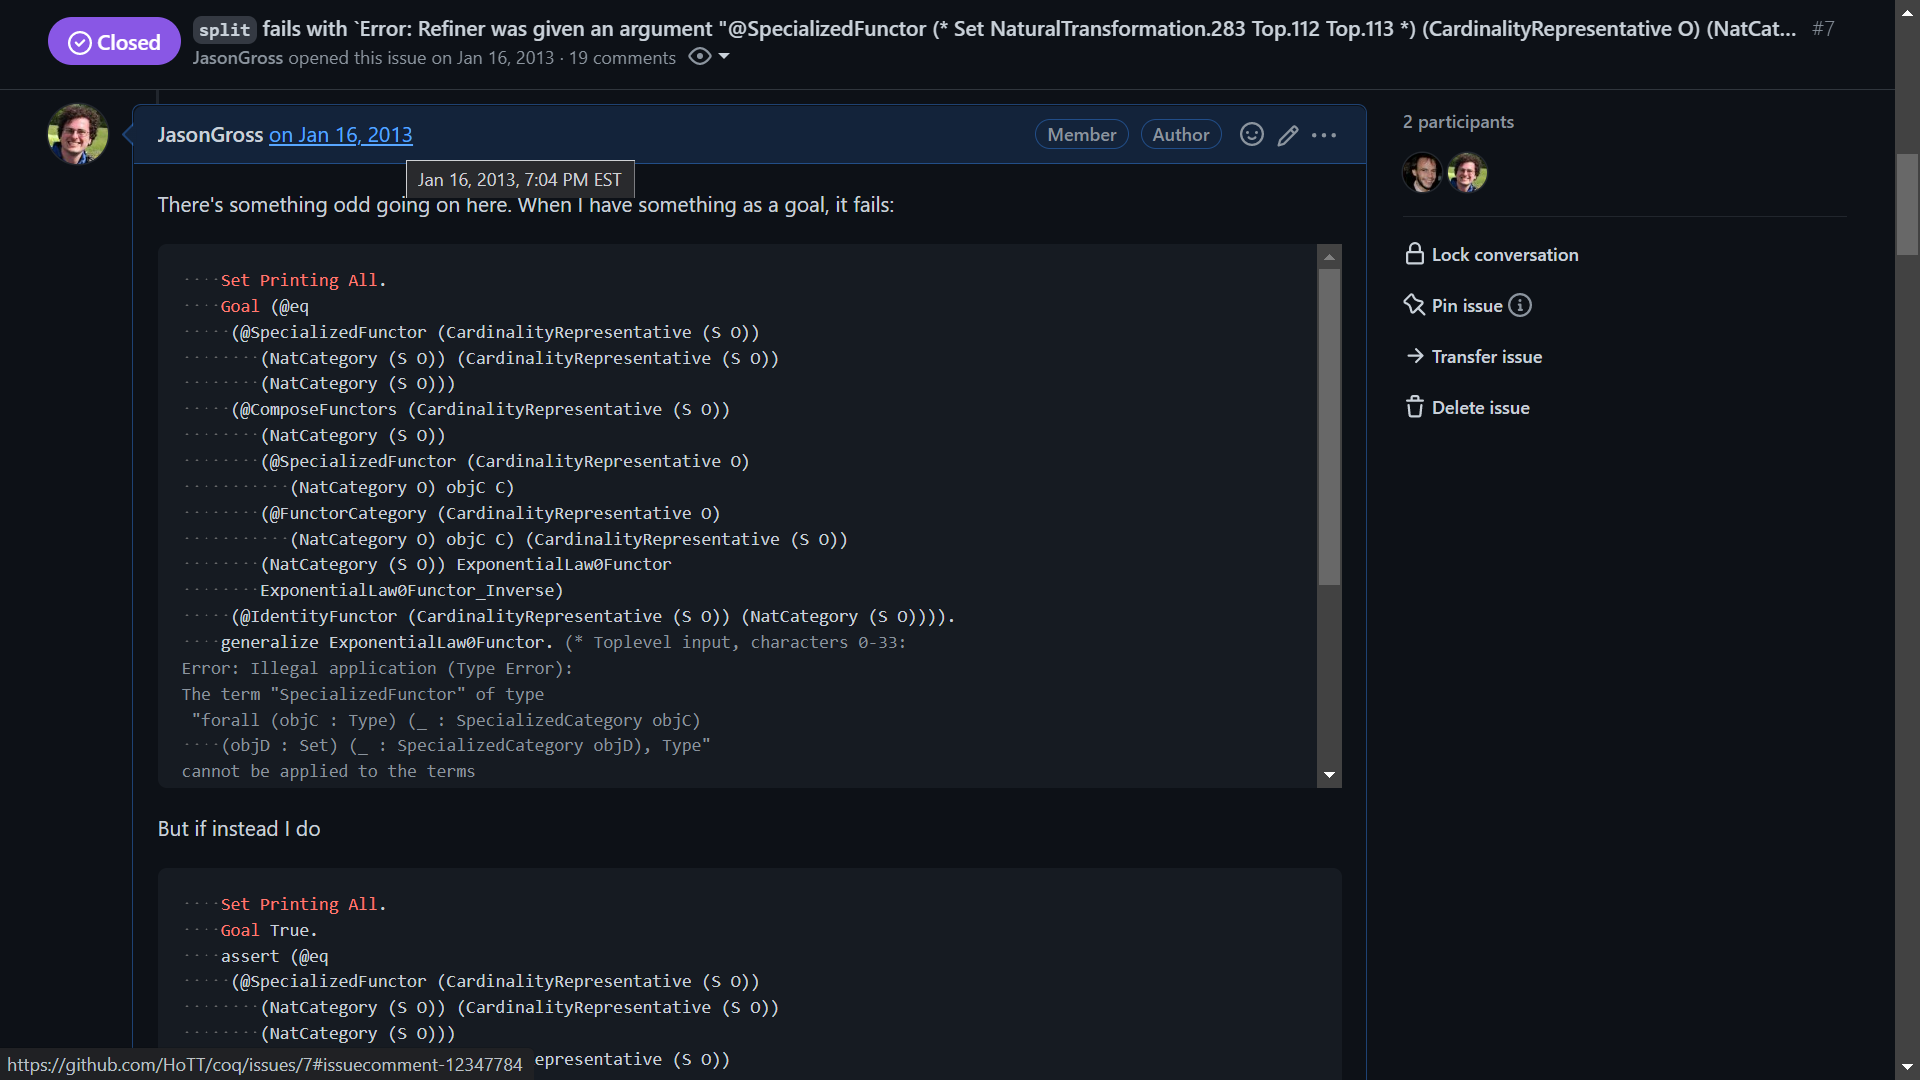 Closed
split fails with `Error: Refiner was given an argument "@SpecializedFunctor (* Set NaturalTransformation.283 Top.112 Top.113 *) (CardinalityRepresentative O) (NatCat... #7
JasonGross opened this issue on Jan 16, 2013 · 19 comments
JasonGross on Jan 16, 2013
Member
Author
Jan 16, 2013, 7:04 PM EST
There's something odd going on here. When I have something as a goal, it fails:
····Set Printing All.
····Goal (@eq
·····(@SpecializedFunctor (CardinalityRepresentative (S O))
········(NatCategory (S O)) (CardinalityRepresentative (S O))
········(NatCategory (S O)))
·····(@ComposeFunctors (CardinalityRepresentative (S O))
········(NatCategory (S O))
········(@SpecializedFunctor (CardinalityRepresentative O)
···········(NatCategory O) objC C)
········(@FunctorCategory (CardinalityRepresentative O)
···········(NatCategory O) objC C) (CardinalityRepresentative (S O))
········(NatCategory (S O)) ExponentialLaw0Functor
········ExponentialLaw0Functor_Inverse)
·····(@IdentityFunctor (CardinalityRepresentative (S O)) (NatCategory (S O)))).
····generalize ExponentialLaw0Functor. (* Toplevel input, characters 0-33:
Error: Illegal application (Type Error):
The term "SpecializedFunctor" of type
"forall (objC : Type) (_ : SpecializedCategory objC)
····(objD : Set) (_ : SpecializedCategory objD), Type"
cannot be applied to the terms
But if instead I do
····Set Printing All.
····Goal True.
····assert (@eq
·····(@SpecializedFunctor (CardinalityRepresentative (S O))
········(NatCategory (S O)) (CardinalityRepresentative (S O))
········(NatCategory (S O)))
epresentative (S O))
https://github.com/HoTT/coq/issues/7#issuecomment-12347784
2 participants
Lock conversation
Pin issue
Transfer issue
Delete issue